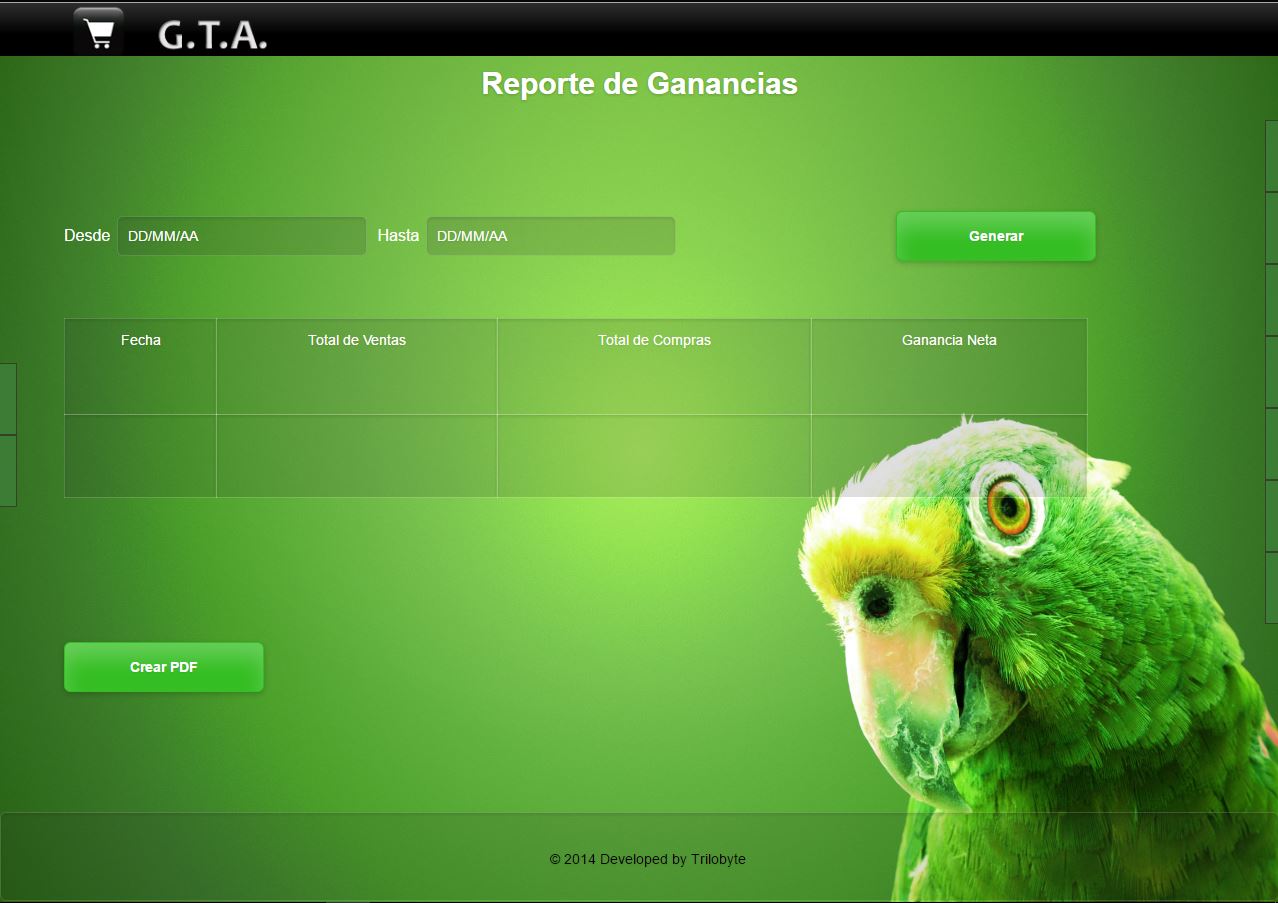 G.T.A.
Reporte de Ganancias
Desde DD/MM/AA Hasta DD/MM/AA Generar
Fecha Total de Ventas Total de Compras Ganancia Neta
Crear PDF
© 2014 Developed by Trilobyte